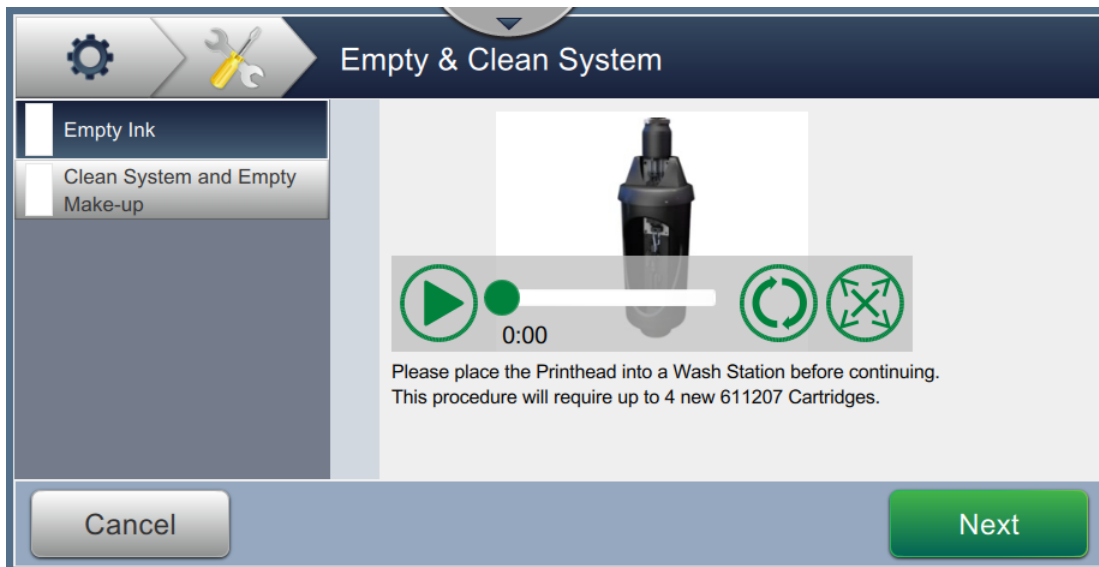 Empty & Clean System
Empty Ink
Clean System and Empty
Make-up
0:00
Please place the Printhead into a Wash Station before continuing.
This procedure will require up to 4 new 611207 Cartridges.
Cancel
Next